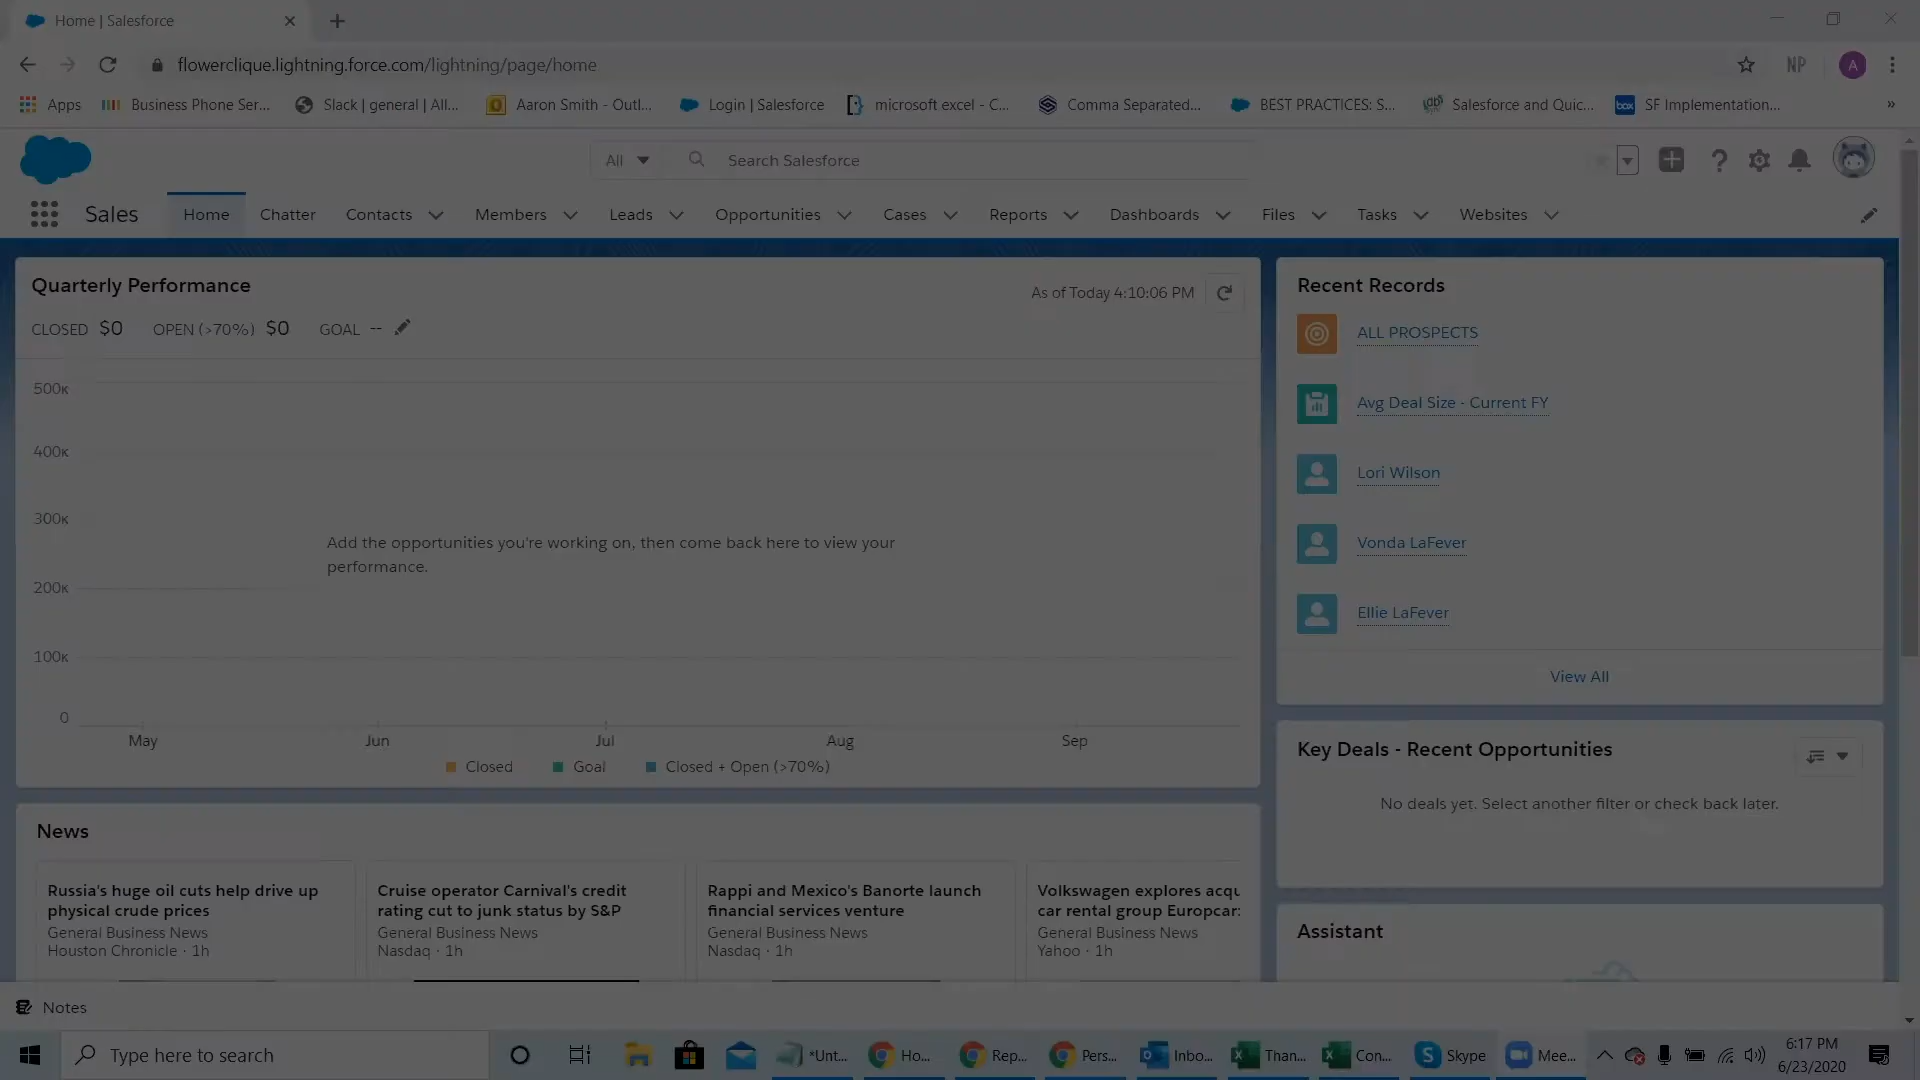 Home | Salesforce
flowerclique.lightning.force.com/lightning/page/home
NP
A
Apps
Business Phone Ser...
Slack | general | All...
Aaron Smith - Outl...
Login | Salesforce
microsoft excel - C...
Comma Separated...
BEST PRACTICES: S...
Salesforce and Quic...
box
SF Implementation...
»
All
Search Salesforce
Sales
Home
Chatter
Contacts
Members
Leads
Opportunities
Cases
Reports
Dashboards
Files
Tasks
Websites
Quarterly Performance
As of Today 4:10:06 PM
CLOSED $0 OPEN (>70%) $0 GOAL --
500K
400K
300K
200K
100K
0
Add the opportunities you're working on, then come back here to view your
performance.
May
Jun
Jul
Aug
Sep
Closed
Goal
Closed + Open (>70%)
Recent Records
ALL PROSPECTS
Avg Deal Size - Current FY
Lori Wilson
Vonda LaFever
Ellie LaFever
View All
Key Deals - Recent Opportunities
No deals yet. Select another filter or check back later.
Assistant
News
Russia's huge oil cuts help drive up
physical crude prices
General Business News
Houston Chronicle · 1h
Cruise operator Carnival's credit
rating cut to junk status by S&P
General Business News
Nasdaq · 1h
Rappi and Mexico's Banorte launch
financial services venture
General Business News
Nasdaq · 1h
Volkswagen explores acqu
car rental group Europcar:
General Business News
Yahoo · 1h
Notes
Type here to search
*Unt...
Ho...
Rep...
Pers...
Inbo...
Than...
Con...
Skype
Mee...
6:17 PM
6/23/2020